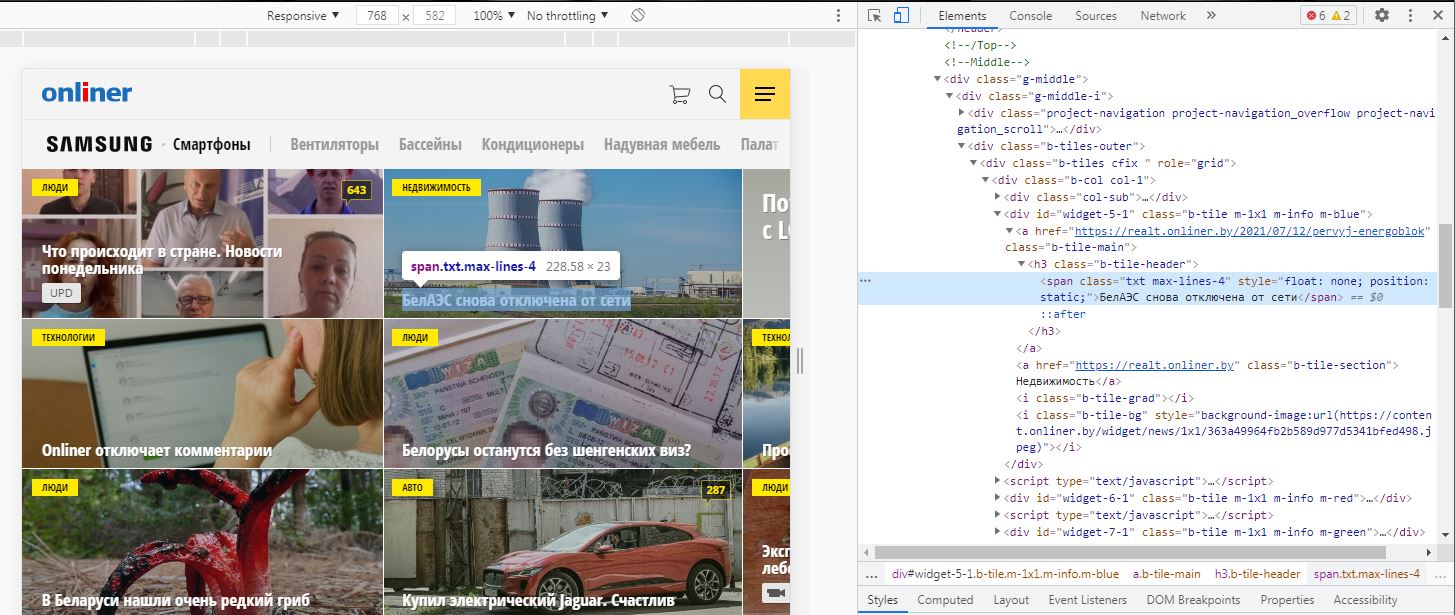 Responsive ▼ 768 × 582 100% ▼ No throttling ▼
Elements Console Sources Network » 6 2
onliner
SAMSUNG · Смартфоны Вентиляторы Бассейны Кондиционеры Надувная мебель Палат
ЛЮДИ
643
Что происходит в стране. Новости
понедельника
UPD
НЕДВИЖИМОСТЬ
span.txt.max-lines-4 228.58 × 23
БелАЭС снова отключена от сети
По
с L
ТЕХНОЛОГИИ
Onliner отключает комментарии
ЛЮДИ
Белорусы останутся без шенгенских виз?
ТЕХНОЛ
Про
ЛЮДИ
В Беларуси нашли очень редкий гриб
АВТО
287
Купил электрический Jaguar. Счастлив
ЛЮДИ
Эксп
лебе
</header>
<!--/Top-->
<!--Middle-->
▼<div class="g-middle">
▼<div class="g-middle-i">
▶<div class="project-navigation project-navigation_overflow project-navi
gation_scroll">…</div>
▼<div class="b-tiles-outer">
▼<div class="b-tiles cfix " role="grid">
▼<div class="b-col col-1">
▶<div class="col-sub">…</div>
▼<div id="widget-5-1" class="b-tile m-1x1 m-info m-blue">
▼<a href="https://realt.onliner.by/2021/07/12/pervyj-energoblok"
class="b-tile-main">
▼<h3 class="b-tile-header">
… <span class="txt max-lines-4" style="float: none; position:
static;">БелАЭС снова отключена от сети</span> == $0
::after
</h3>
</a>
<a href="https://realt.onliner.by" class="b-tile-section">
Недвижимость</a>
<i class="b-tile-grad"></i>
<i class="b-tile-bg" style="background-image:url(https://conten
t.onliner.by/widget/news/1x1/363a49964fb2b589d977d5341bfed498.j
peg)"></i>
</div>
▶<script type="text/javascript">…</script>
▶<div id="widget-6-1" class="b-tile m-1x1 m-info m-red">…</div>
▶<script type="text/javascript">…</script>
▶<div id="widget-7-1" class="b-tile m-1x1 m-info m-green">…</div>
… div#widget-5-1.b-tile.m-1x1.m-info.m-blue a.b-tile-main h3.b-tile-header span.txt.max-lines-4 …
Styles Computed Layout Event Listeners DOM Breakpoints Properties Accessibility